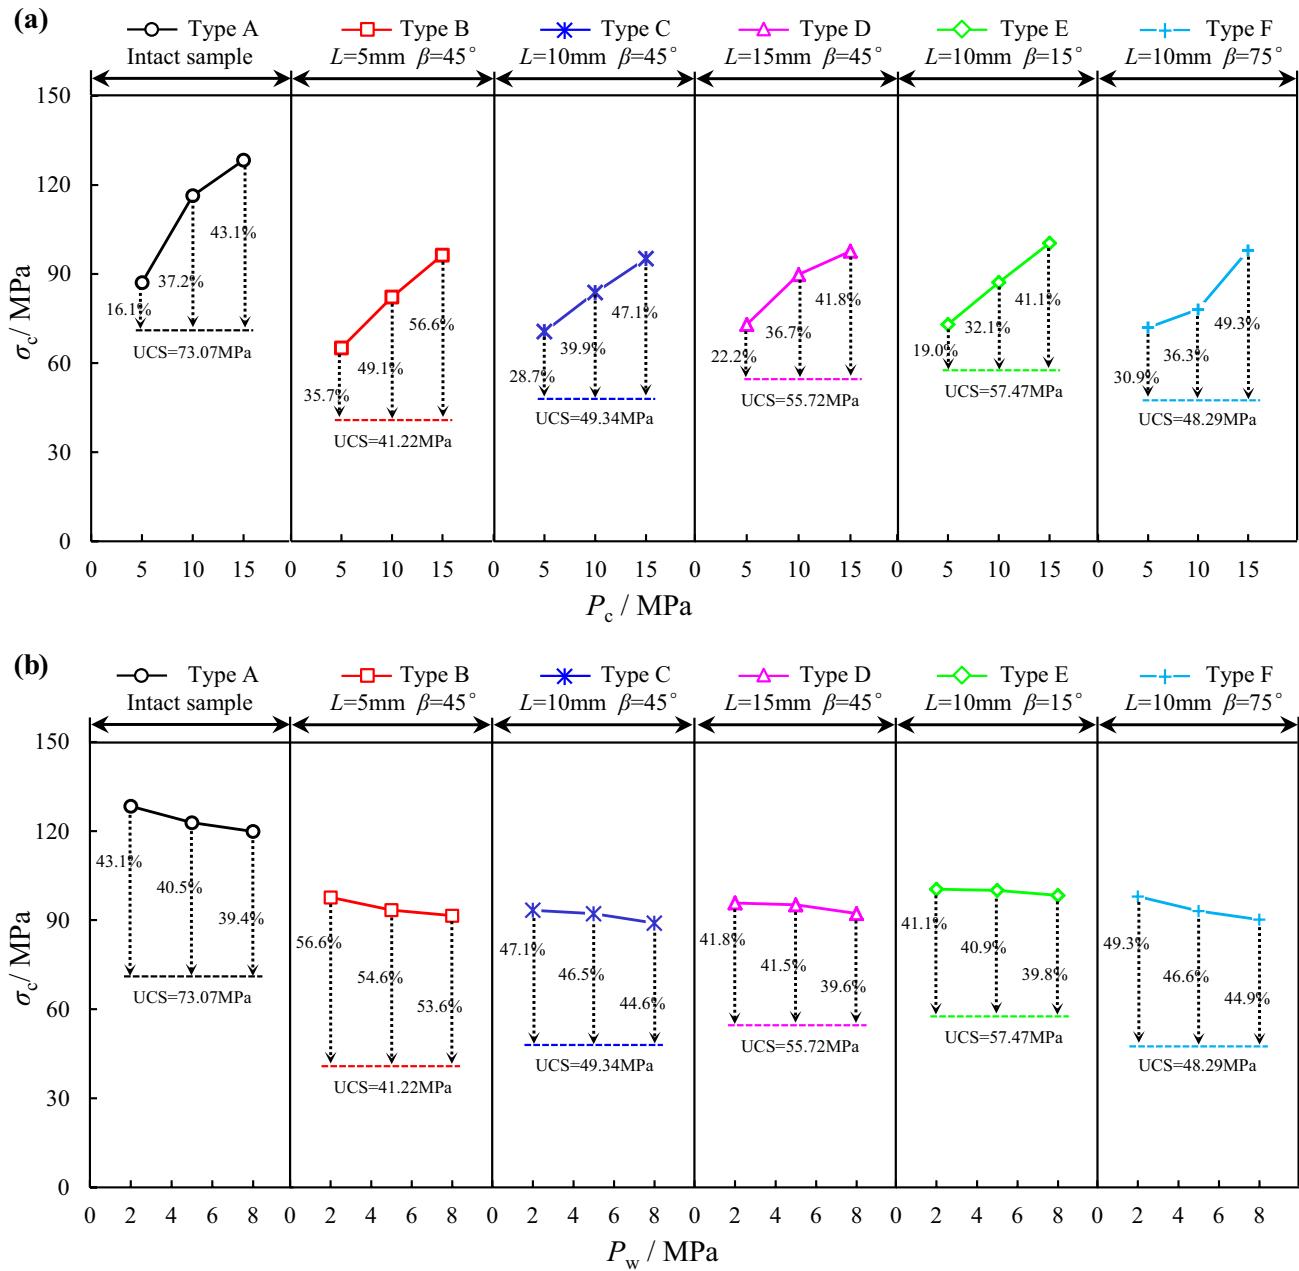 (a)
Type A Type B Type C Type D Type E Type F
Intact sample L=5mm β=45° L=10mm β=45° L=15mm β=45° L=10mm β=15° L=10mm β=75°
150
120
90
60
30
0
σc/ MPa
16.1% 37.2% 43.1%
UCS=73.07MPa
35.7% 49.1% 56.6%
UCS=41.22MPa
28.7% 39.9% 47.1%
UCS=49.34MPa
22.2% 36.7% 41.8%
UCS=55.72MPa
19.0% 32.1% 41.1%
UCS=57.47MPa
30.9% 36.3% 49.3%
UCS=48.29MPa
0 5 10 15 0 5 10 15 0 5 10 15 0 5 10 15 0 5 10 15 0 5 10 15
Pc / MPa
(b)
Type A Type B Type C Type D Type E Type F
Intact sample L=5mm β=45° L=10mm β=45° L=15mm β=45° L=10mm β=15° L=10mm β=75°
150
120
90
60
30
0
σc/ MPa
43.1% 40.5% 39.4%
UCS=73.07MPa
56.6% 54.6% 53.6%
UCS=41.22MPa
47.1% 46.5% 44.6%
UCS=49.34MPa
41.8% 41.5% 39.6%
UCS=55.72MPa
41.1% 40.9% 39.8%
UCS=57.47MPa
49.3% 46.6% 44.9%
UCS=48.29MPa
0 2 4 6 8 0 2 4 6 8 0 2 4 6 8 0 2 4 6 8 0 2 4 6 8 0 2 4 6 8
Pw / MPa